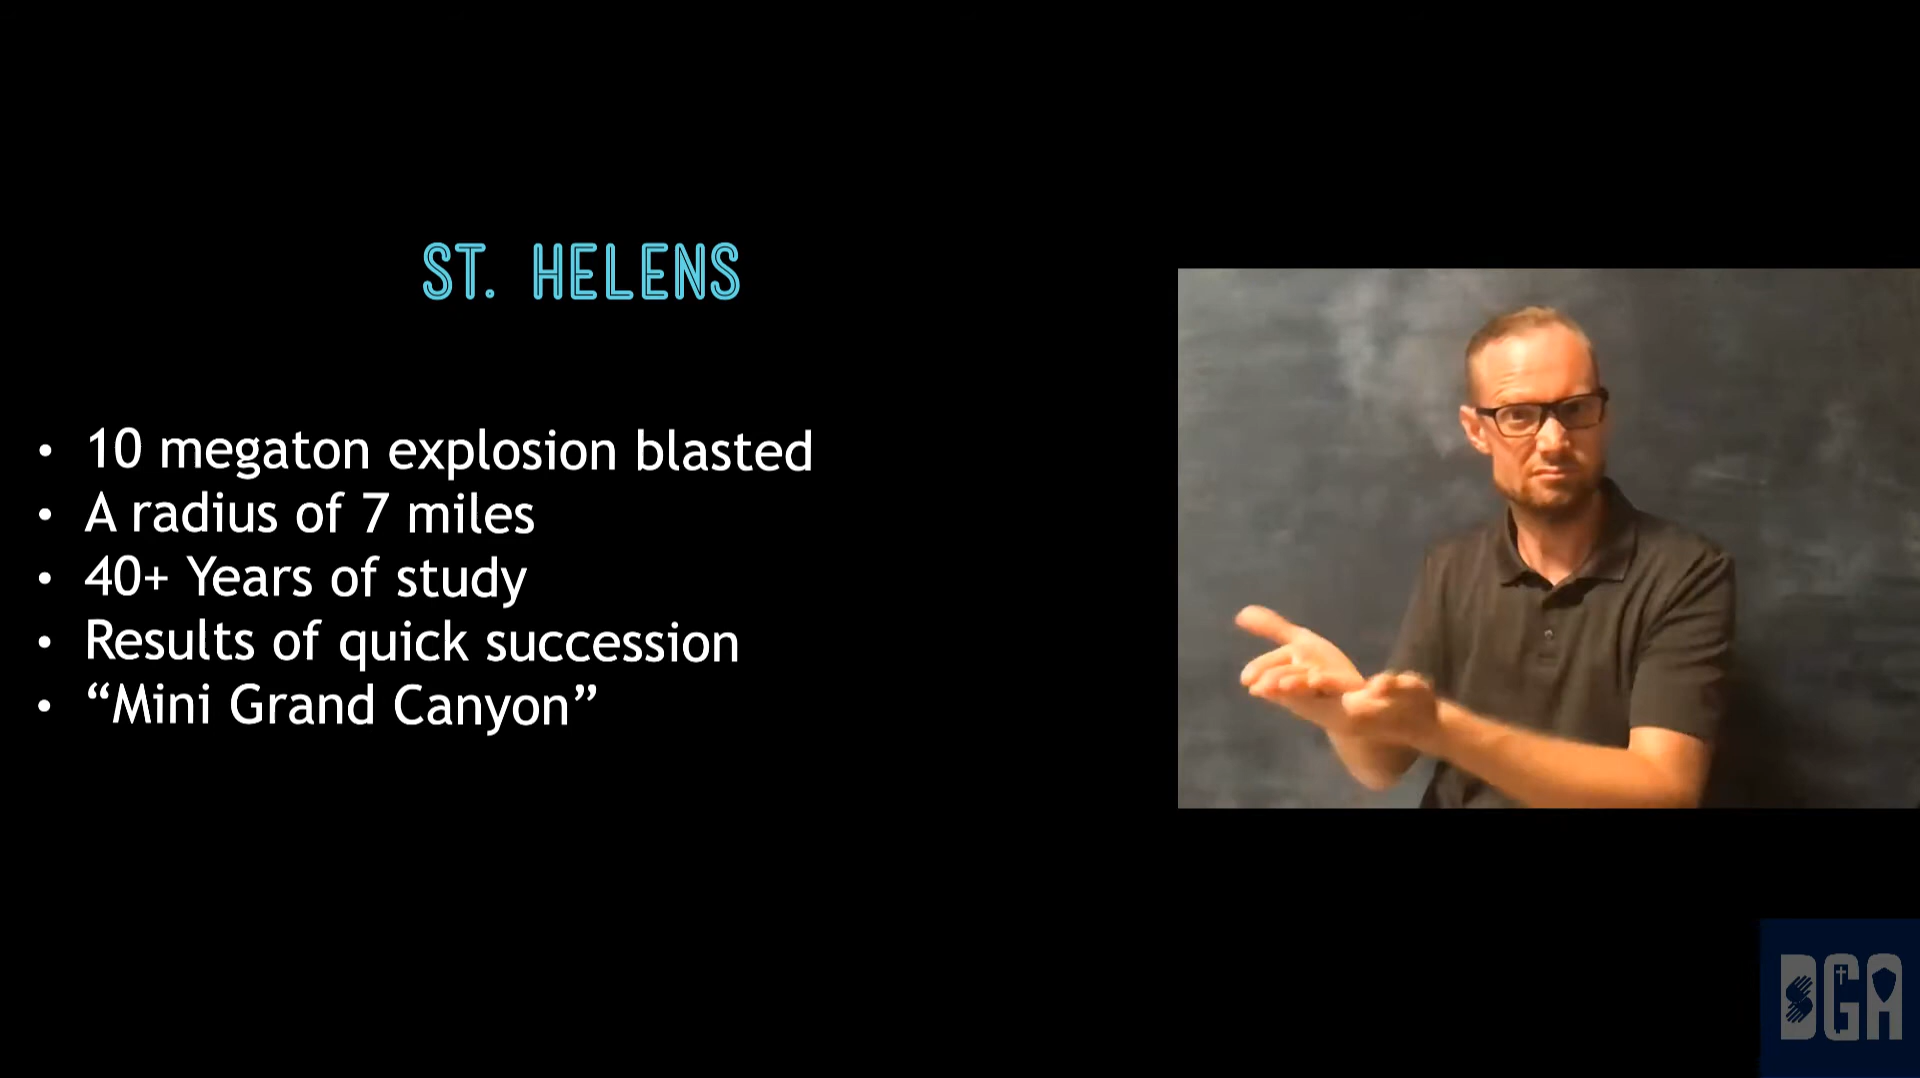 ST. HELENS
• 10 megaton explosion blasted
• A radius of 7 miles
• 40+ Years of study
• Results of quick succession
• “Mini Grand Canyon”
DGA